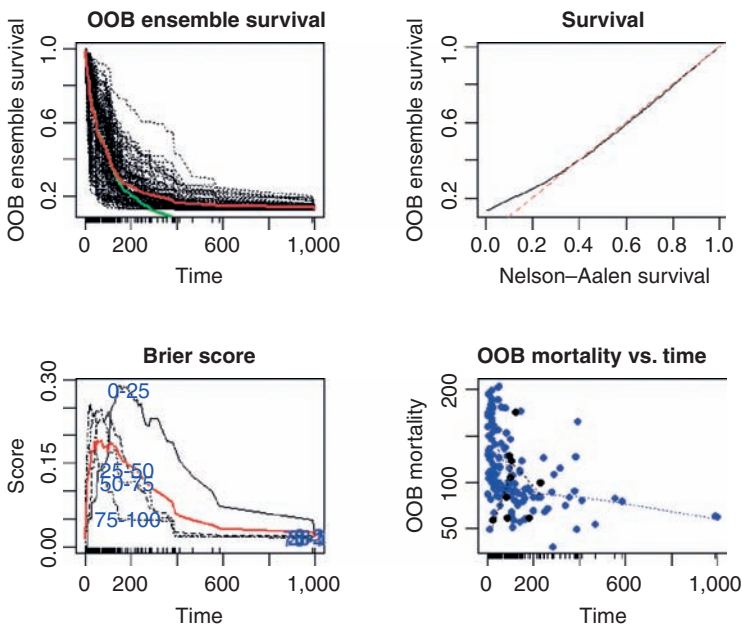 OOB ensemble survival
OOB ensemble survival
1.0
0.6
0.2
0 200 600 1,000
Time
Survival
OOB ensemble survival
1.0
0.6
0.2
0.0 0.2 0.4 0.6 0.8 1.0
Nelson–Aalen survival
Brier score
Score
0.30
0.15
0.00
0-25
25-50
50-75
75-100
0 200 600 1,000
Time
OOB mortality vs. time
OOB mortality
200
100
50
0 200 600 1,000
Time